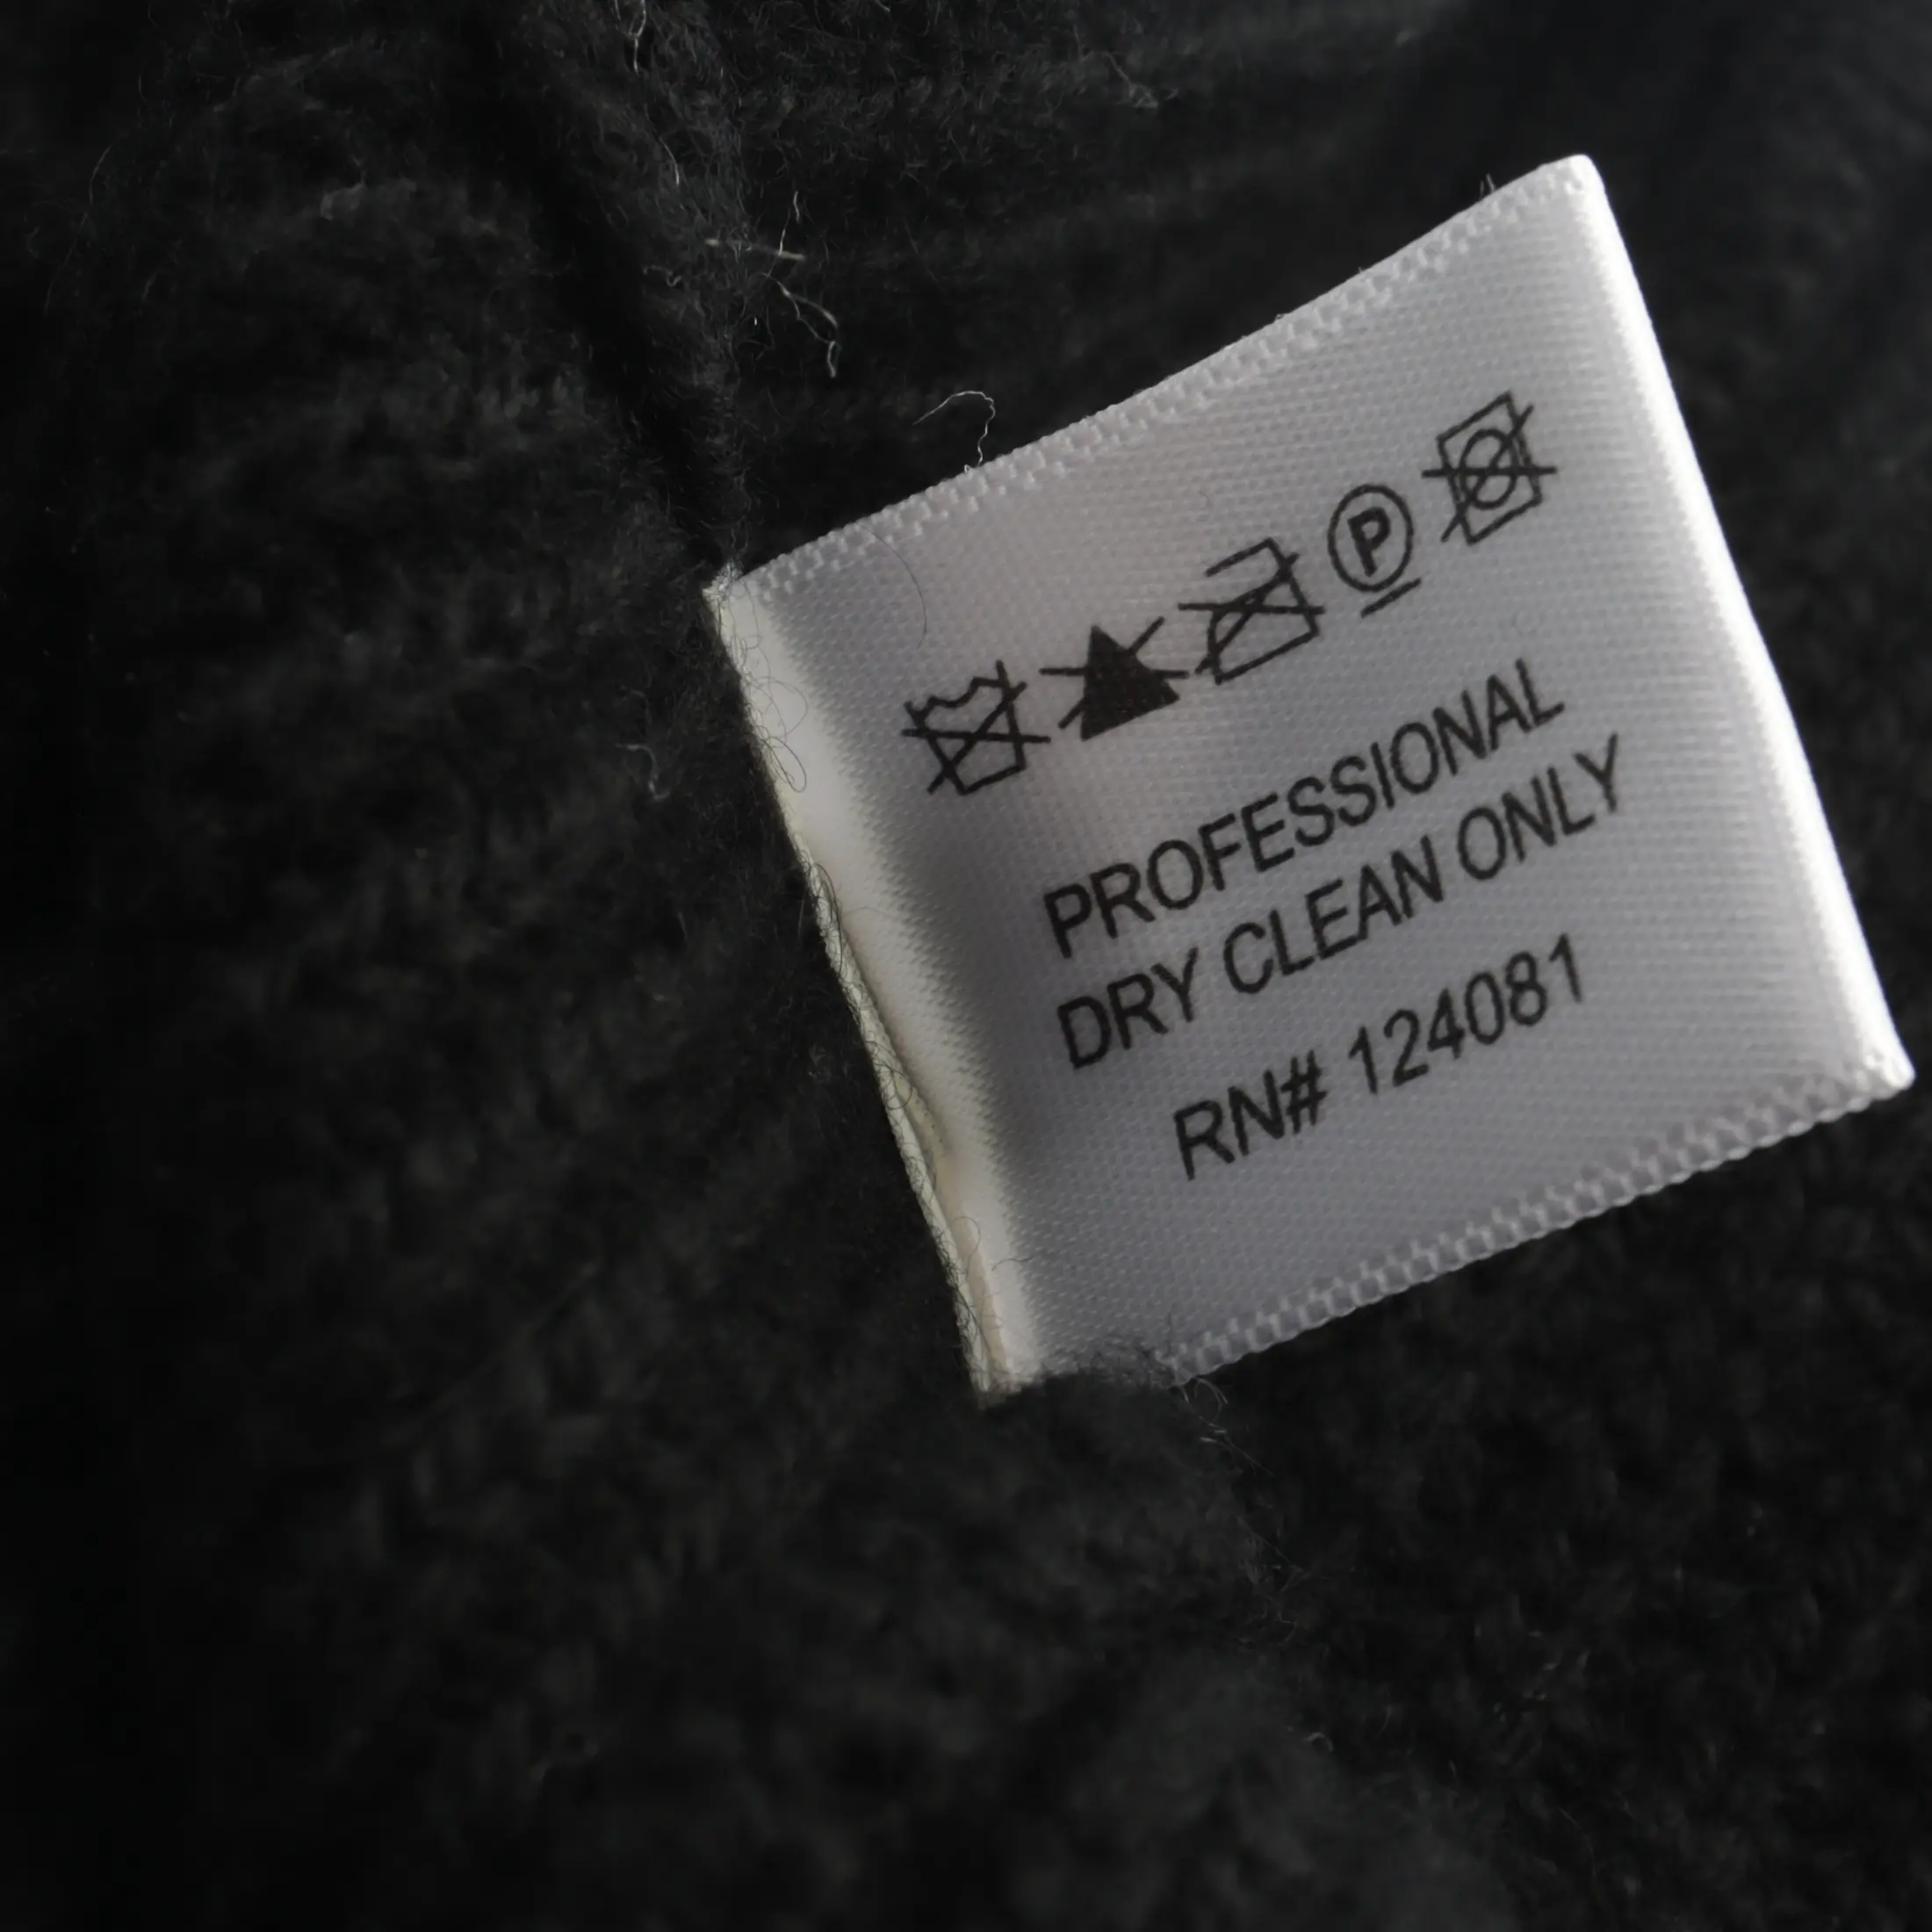 P
PROFESSIONAL
DRY CLEAN ONLY
RN# 124081